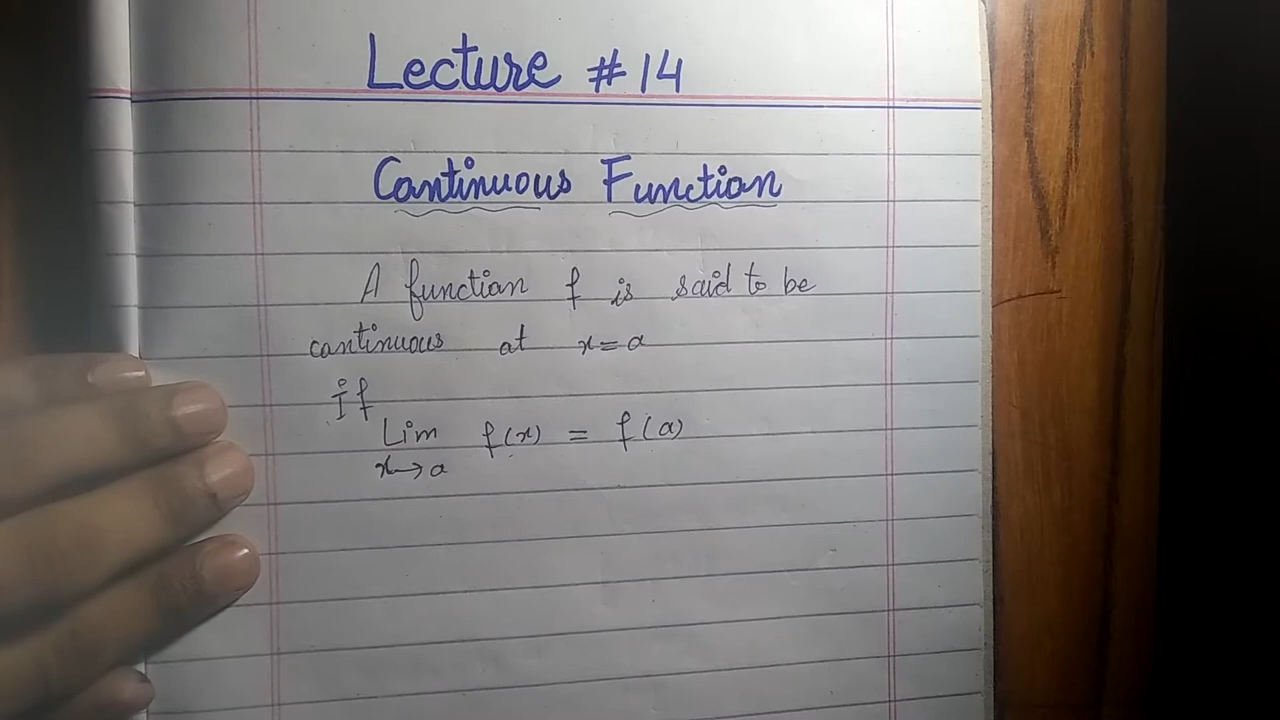 Lecture #14
Continuous Function
A function f is said to be
continuous at x=a
If
Lim f(x) = f(a)
x→a